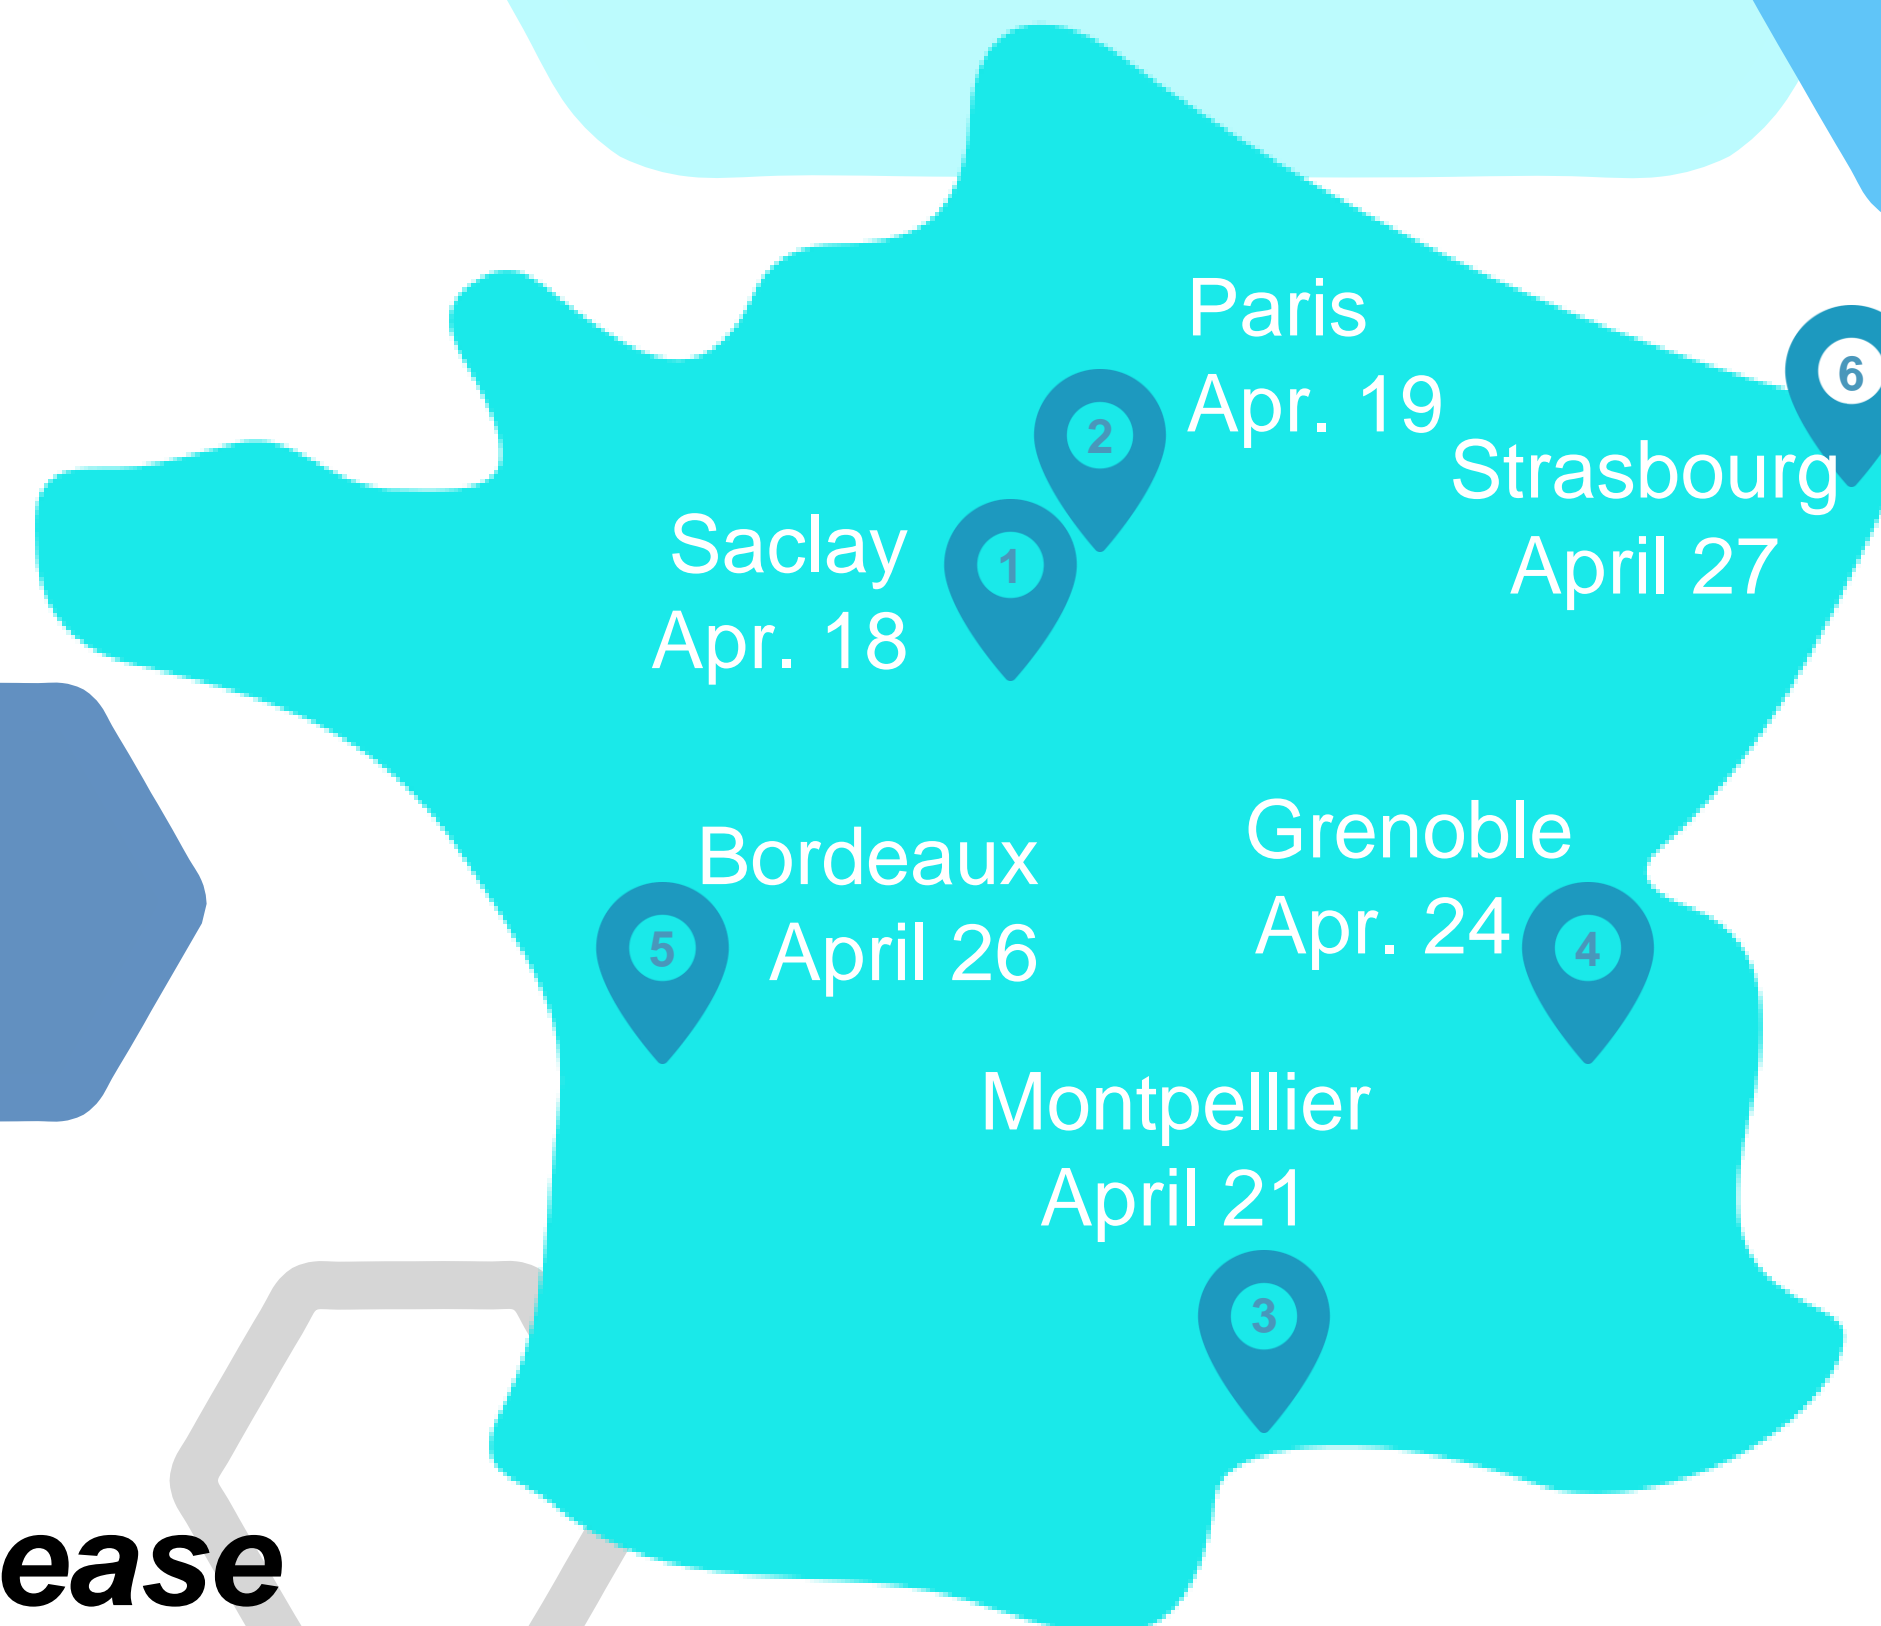 Paris
Apr. 19
2
6
Strasbourg
April 27
Saclay
Apr. 18
1
Bordeaux
April 26
5
Grenoble
Apr. 24
4
Montpellier
April 21
3
ease